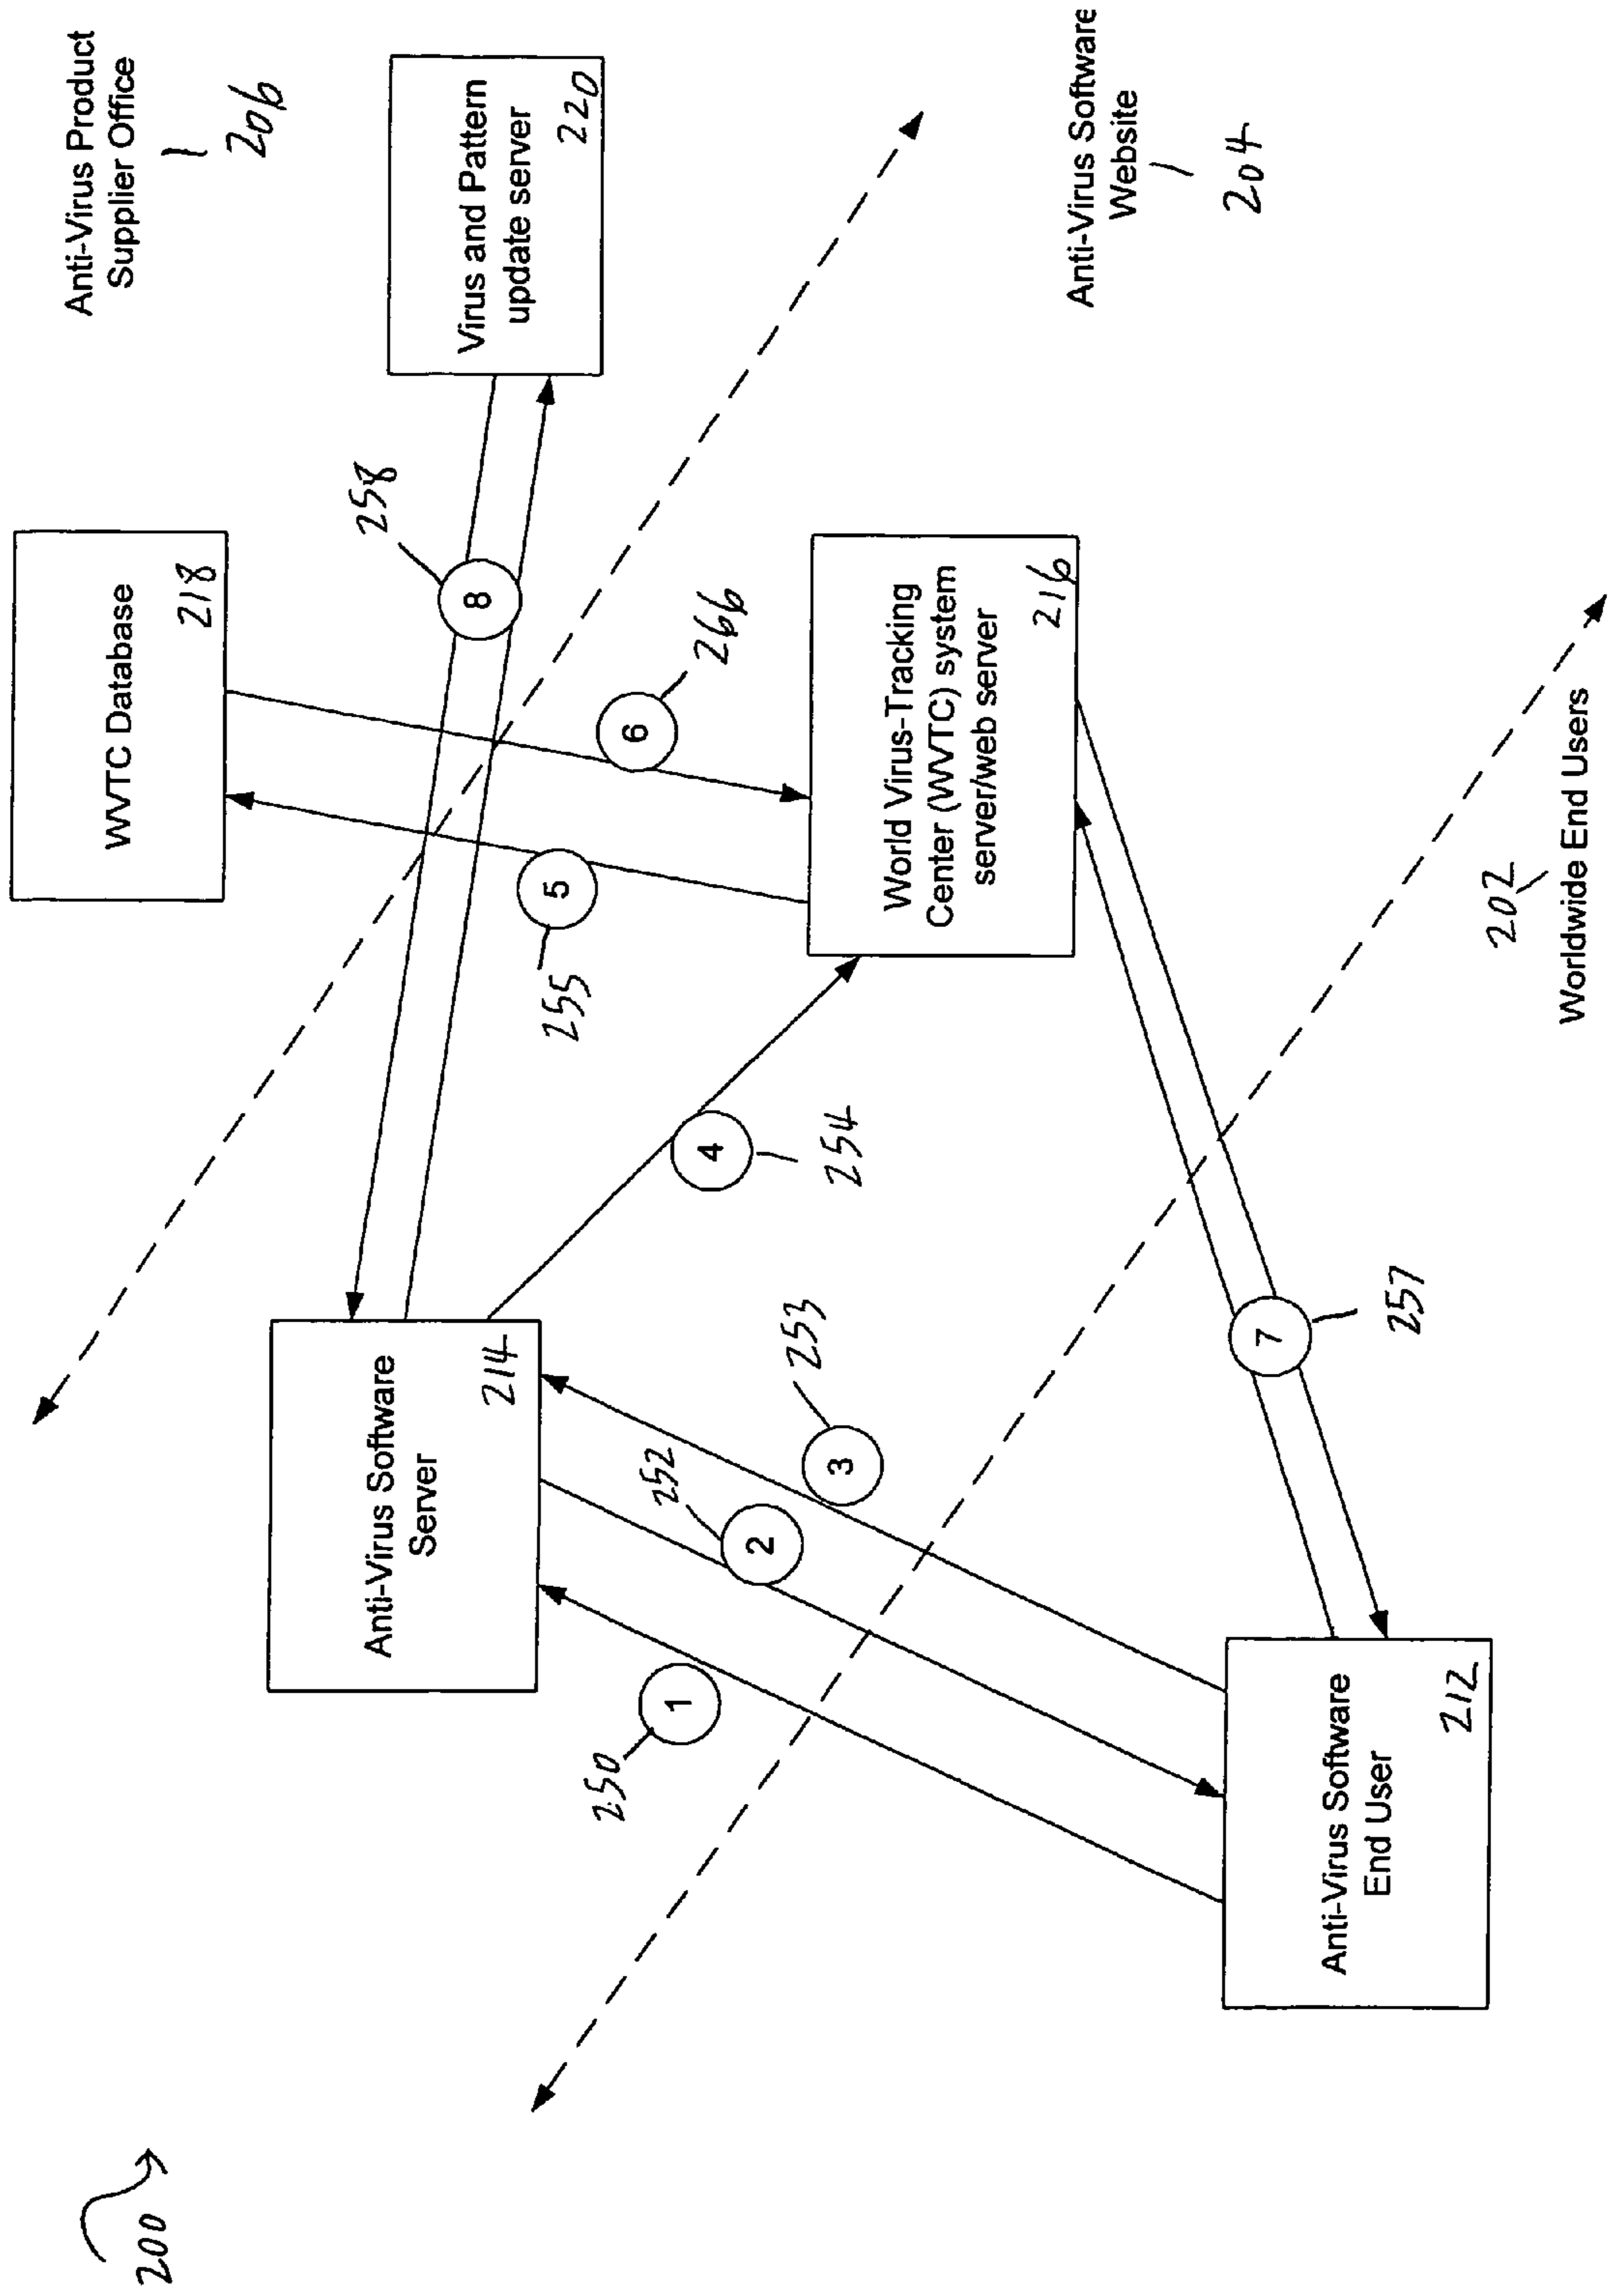 200
Anti-Virus Product
Supplier Office
206
WVTC Database
218
Virus and Pattern
update server
220
258
8
Anti-Virus Software
Server
214
5
255
6
266
4
254
World Virus-Tracking
Center (WVTC) system
server/web server
216
Anti-Virus Software
Website
204
1
250
2
252
3
253
7
257
Anti-Virus Software
End User
212
202
Worldwide End Users